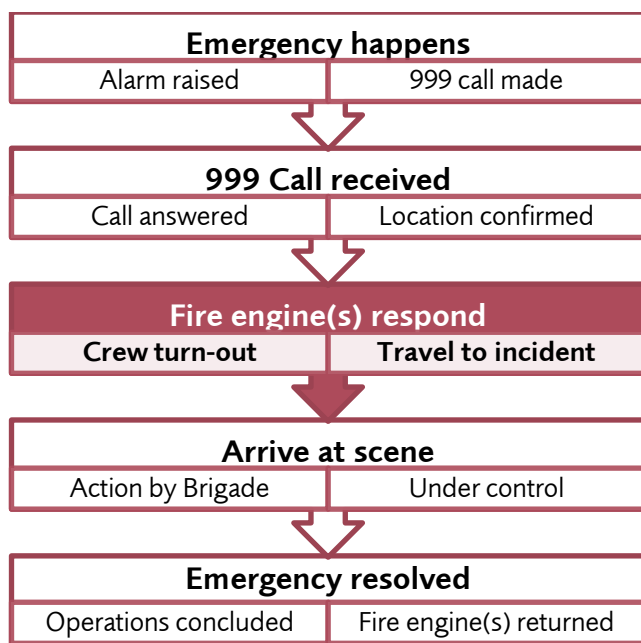 Emergency happens
Alarm raised
999 call made
999 Call received
Call answered
Location confirmed
Fire engine(s) respond
Crew turn-out
Travel to incident
Arrive at scene
Action by Brigade
Under control
Emergency resolved
Operations concluded
Fire engine(s) returned